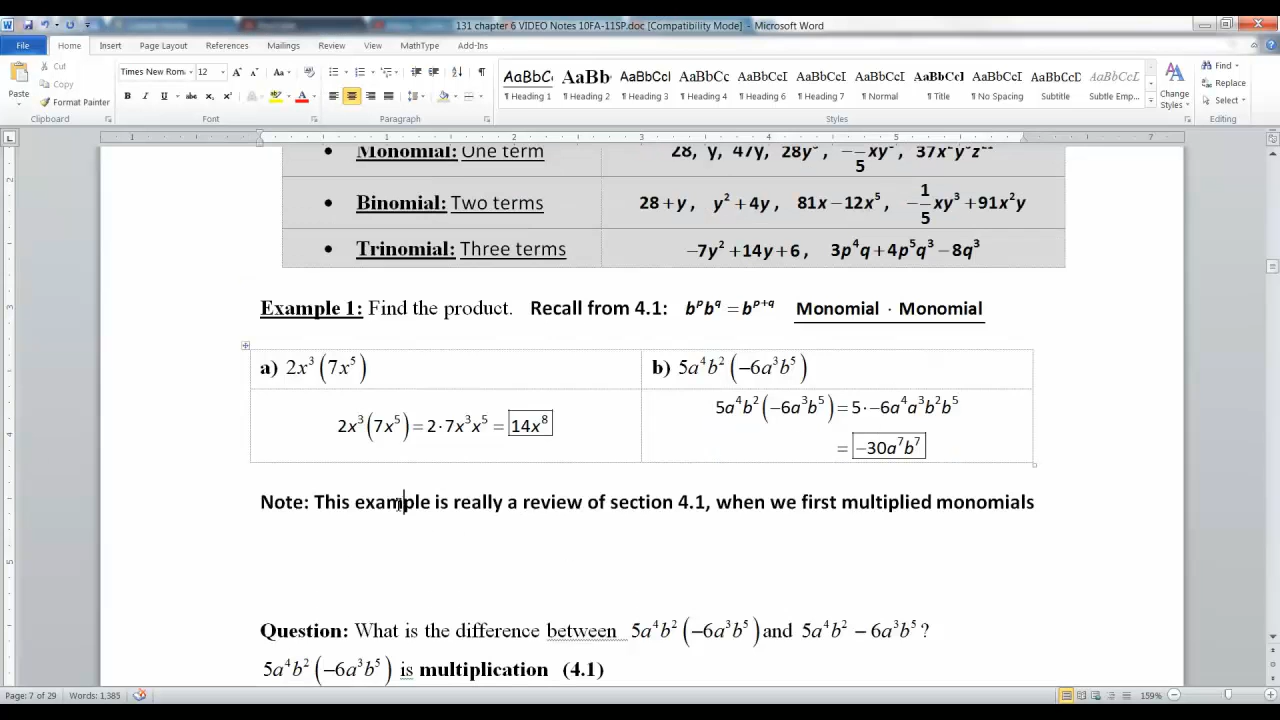 131 chapter 6 VIDEO Notes 10FA-11SP.doc [Compatibility Mode] - Microsoft Word
File Home Insert Page Layout References Mailings Review View MathType Add-Ins
Paste Cut Copy Format Painter
Times New Rom 12
AaBbCc AaBb AaBbCcI AaBbCc AaBbCc AaBbCc AaBbCcI AaBbCc AaBbCc AaBbCcI AaBbCcL
¶ Heading 1 ¶ Heading 2 ¶ Heading 3 ¶ Heading 4 ¶ Heading 6 ¶ Heading 7 ¶ Normal ¶ Title ¶ No Spacing Subtitle Subtle Emp...
Change Styles
Find Replace Select
Clipboard Font Paragraph Styles Editing
• Monomial: One term 28, y, 47y,
• Binomial: Two terms 28 + y, y² + 4y, 81x − 12x⁵, −1/5xy³ + 91x²y
• Trinomial: Three terms −7y² + 14y + 6, 3p⁴q + 4p⁵q³ − 8q³
Example 1: Find the product. Recall from 4.1: bᵖb^q = b^(p+q) Monomial · Monomial
a) 2x³(7x⁵) b) 5a⁴b²(−6a³b⁵)
2x³(7x⁵) = 2·7x³x⁵ = 14x⁸
5a⁴b²(−6a³b⁵) = 5·−6a⁴a³b²b⁵
= −30a⁷b⁷
Note: This example is really a review of section 4.1, when we first multiplied monomials
Question: What is the difference between 5a⁴b²(−6a³b⁵) and 5a⁴b² − 6a³b⁵?
5a⁴b²(−6a³b⁵) is multiplication (4.1)
Page: 7 of 29 Words: 1,385 159%